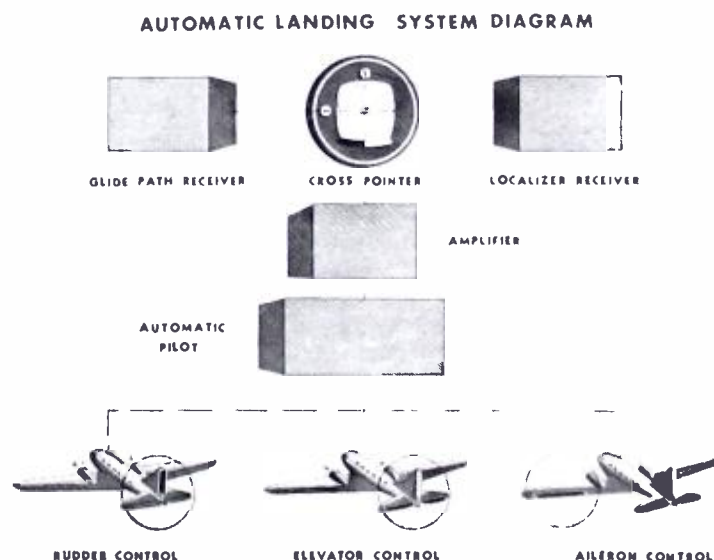 AUTOMATIC LANDING SYSTEM DIAGRAM
GLIDE PATH RECEIVER
CROSS POINTER
LOCALIZER RECEIVER
AMPLIFIER
AUTOMATIC
PILOT
RUDDER CONTROL
ELEVATOR CONTROL
AILERON CONTROL